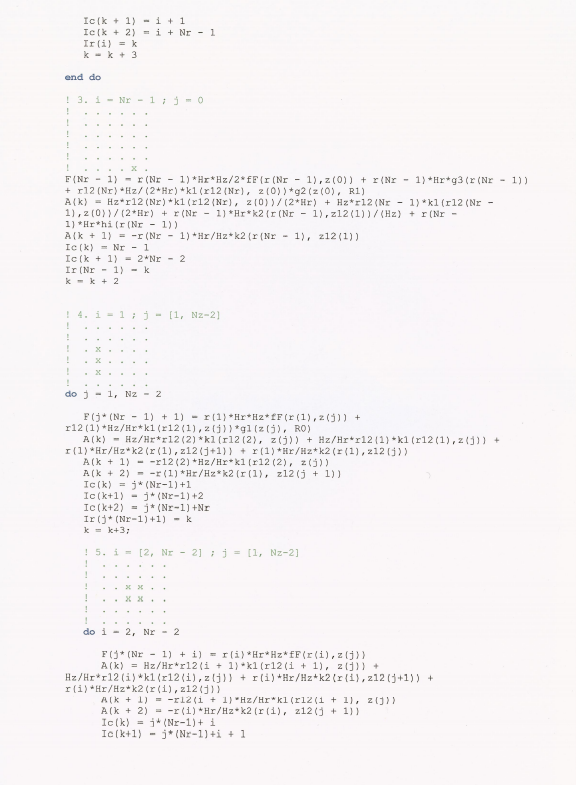 Ic(k + 1) = i + 1
Ic(k + 2) = i + Nr - 1
Ir(i) = k
k = k + 3
end do
! 3. i = Nr - 1 ; j = 0
! . . . . . .
! . . . . . .
! . . . . . .
! . . . . . .
! . . . . . .
! . . . . x .
F(Nr - 1) = r(Nr - 1)*Hr*Hz/2*fF(r(Nr - 1),z(0)) + r(Nr - 1)*Hr*g3(r(Nr - 1))
+ r12(Nr)*Hz/(2*Hr)*k1(r12(Nr), z(0))*g2(z(0), R1)
A(k) = Hz*r12(Nr)*k1(r12(Nr), z(0))/(2*Hr) + Hz*r12(Nr - 1)*k1(r12(Nr -
1),z(0))/(2*Hr) + r(Nr - 1)*Hr*k2(r(Nr - 1),z12(1))/(Hz) + r(Nr -
1)*Hr*hi(r(Nr - 1))
A(k + 1) = -r(Nr - 1)*Hr/Hz*k2(r(Nr - 1), z12(1))
Ic(k) = Nr - 1
Ic(k + 1) = 2*Nr - 2
Ir(Nr - 1) = k
k = k + 2
! 4. i = 1 ; j = [1, Nz-2]
! . . . . . .
! . . . . . .
! . x . . . .
! . x . . . .
! . x . . . .
! . . . . . .
do j = 1, Nz - 2
F(j*(Nr - 1) + 1) = r(1)*Hr*Hz*fF(r(1),z(j)) +
r12(1)*Hz/Hr*k1(r12(1),z(j))*g1(z(j), R0)
A(k) = Hz/Hr*r12(2)*k1(r12(2), z(j)) + Hz/Hr*r12(1)*k1(r12(1),z(j)) +
r(1)*Hr/Hz*k2(r(1),z12(j+1)) + r(1)*Hr/Hz*k2(r(1),z12(j))
A(k + 1) = -r12(2)*Hz/Hr*k1(r12(2), z(j))
A(k + 2) = -r(1)*Hr/Hz*k2(r(1), z12(j + 1))
Ic(k) = j*(Nr-1)+1
Ic(k+1) = j*(Nr-1)+2
Ic(k+2) = j*(Nr-1)+Nr
Ir(j*(Nr-1)+1) = k
k = k+3;
! 5. i = [2, Nr - 2] ; j = [1, Nz-2]
! . . . . . .
! . . . . . .
! . . x x . .
! . . x x . .
! . . . . . .
! . . . . . .
do i = 2, Nr - 2
F(j*(Nr - 1) + i) = r(i)*Hr*Hz*fF(r(i),z(j))
A(k) = Hz/Hr*r12(i + 1)*k1(r12(i + 1), z(j)) +
Hz/Hr*r12(i)*k1(r12(i),z(j)) + r(i)*Hr/Hz*k2(r(i),z12(j+1)) +
r(i)*Hr/Hz*k2(r(i),z12(j))
A(k + 1) = -r12(i + 1)*Hz/Hr*k1(r12(i + 1), z(j))
A(k + 2) = -r(i)*Hr/Hz*k2(r(i), z12(j + 1))
Ic(k) = j*(Nr-1)+ i
Ic(k+1) = j*(Nr-1)+i + 1